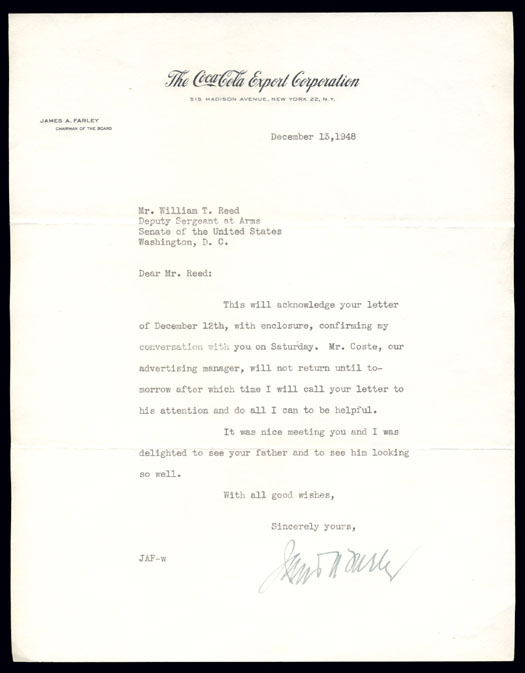 The Coca-Cola Export Corporation
515 MADISON AVENUE, NEW YORK 22, N.Y.
JAMES A. FARLEY
CHAIRMAN OF THE BOARD
December 13,1948
Mr. William T. Reed
Deputy Sergeant at Arms
Senate of the United States
Washington, D. C.
Dear Mr. Reed:
This will acknowledge your letter
of December 12th, with enclosure, confirming my
conversation with you on Saturday. Mr. Coste, our
advertising manager, will not return until to-
morrow after which time I will call your letter to
his attention and do all I can to be helpful.
It was nice meeting you and I was
delighted to see your father and to see him looking
so well.
With all good wishes,
Sincerely yours,
JAF-w
James A Farley